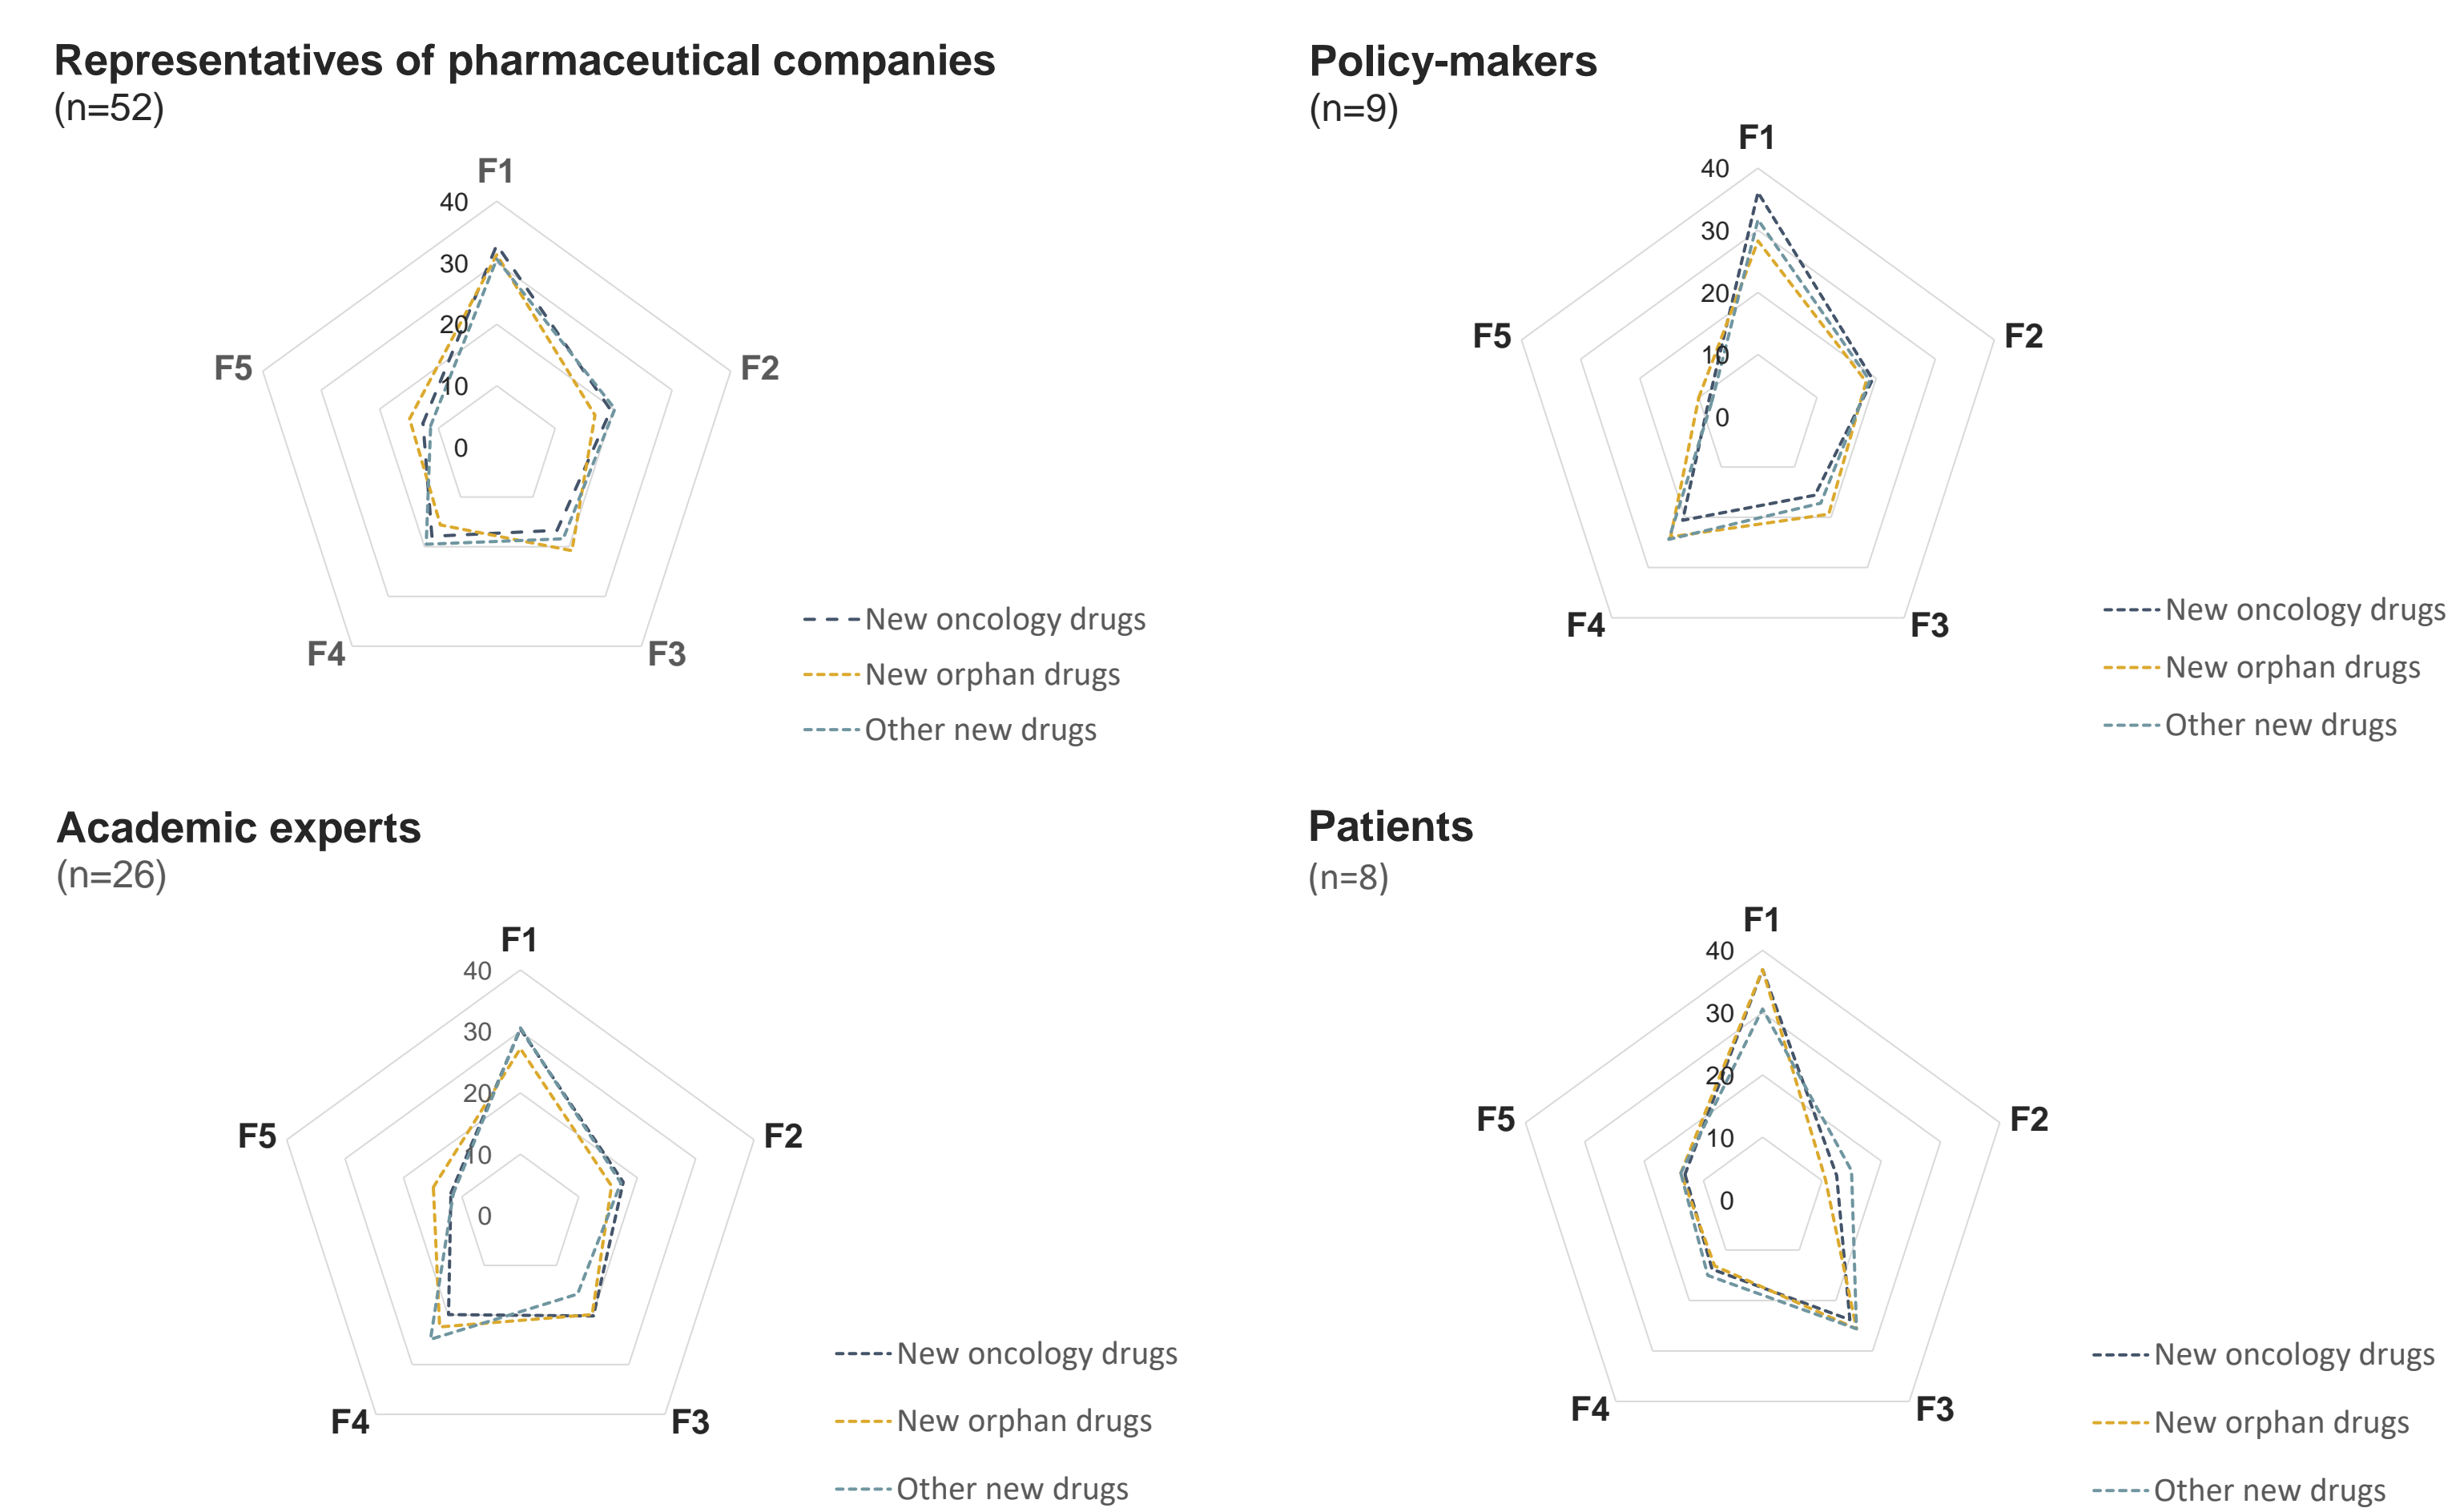 Representatives of pharmaceutical companies
(n=52)
F1
40
30
20
10
0
F2
F3
F4
F5
New oncology drugs
New orphan drugs
Other new drugs
Policy-makers
(n=9)
F1
40
30
20
10
0
F2
F3
F4
F5
New oncology drugs
New orphan drugs
Other new drugs
Academic experts
(n=26)
F1
40
30
20
10
0
F2
F3
F4
F5
New oncology drugs
New orphan drugs
Other new drugs
Patients
(n=8)
F1
40
30
20
10
0
F2
F3
F4
F5
New oncology drugs
New orphan drugs
Other new drugs